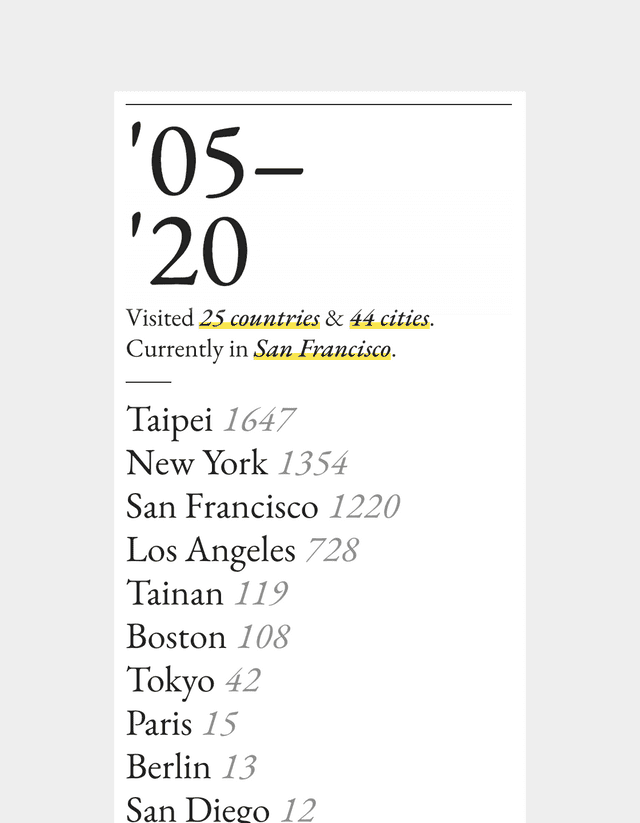 '05–
'20
Visited 25 countries & 44 cities.
Currently in San Francisco.
Taipei 1647
New York 1354
San Francisco 1220
Los Angeles 728
Tainan 119
Boston 108
Tokyo 42
Paris 15
Berlin 13
San Diego 12